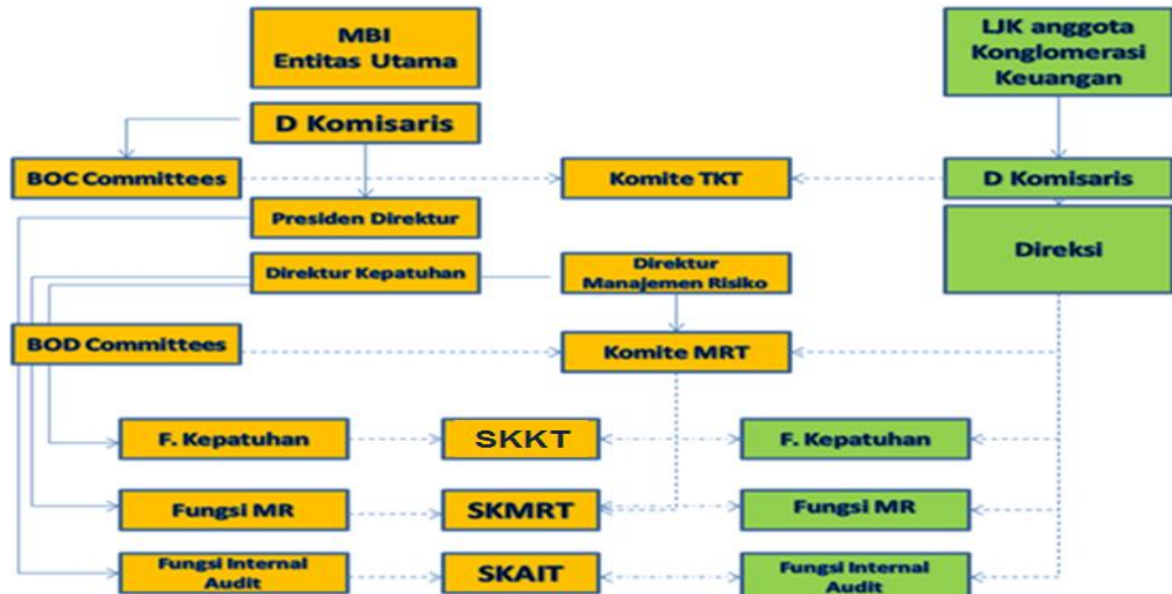 MBI
Entitas Utama
LJK anggota
Konglomerasi
Keuangan
D Komisaris
BOC Committees
Komite TKT
D Komisaris
Presiden Direktur
Direksi
Direktur Kepatuhan
Direktur
Manajemen Risiko
BOD Committees
Komite MRT
F. Kepatuhan
SKKT
F. Kepatuhan
Fungsi MR
SKMRT
Fungsi MR
Fungsi Internal
Audit
SKAIT
Fungsi Internal
Audit